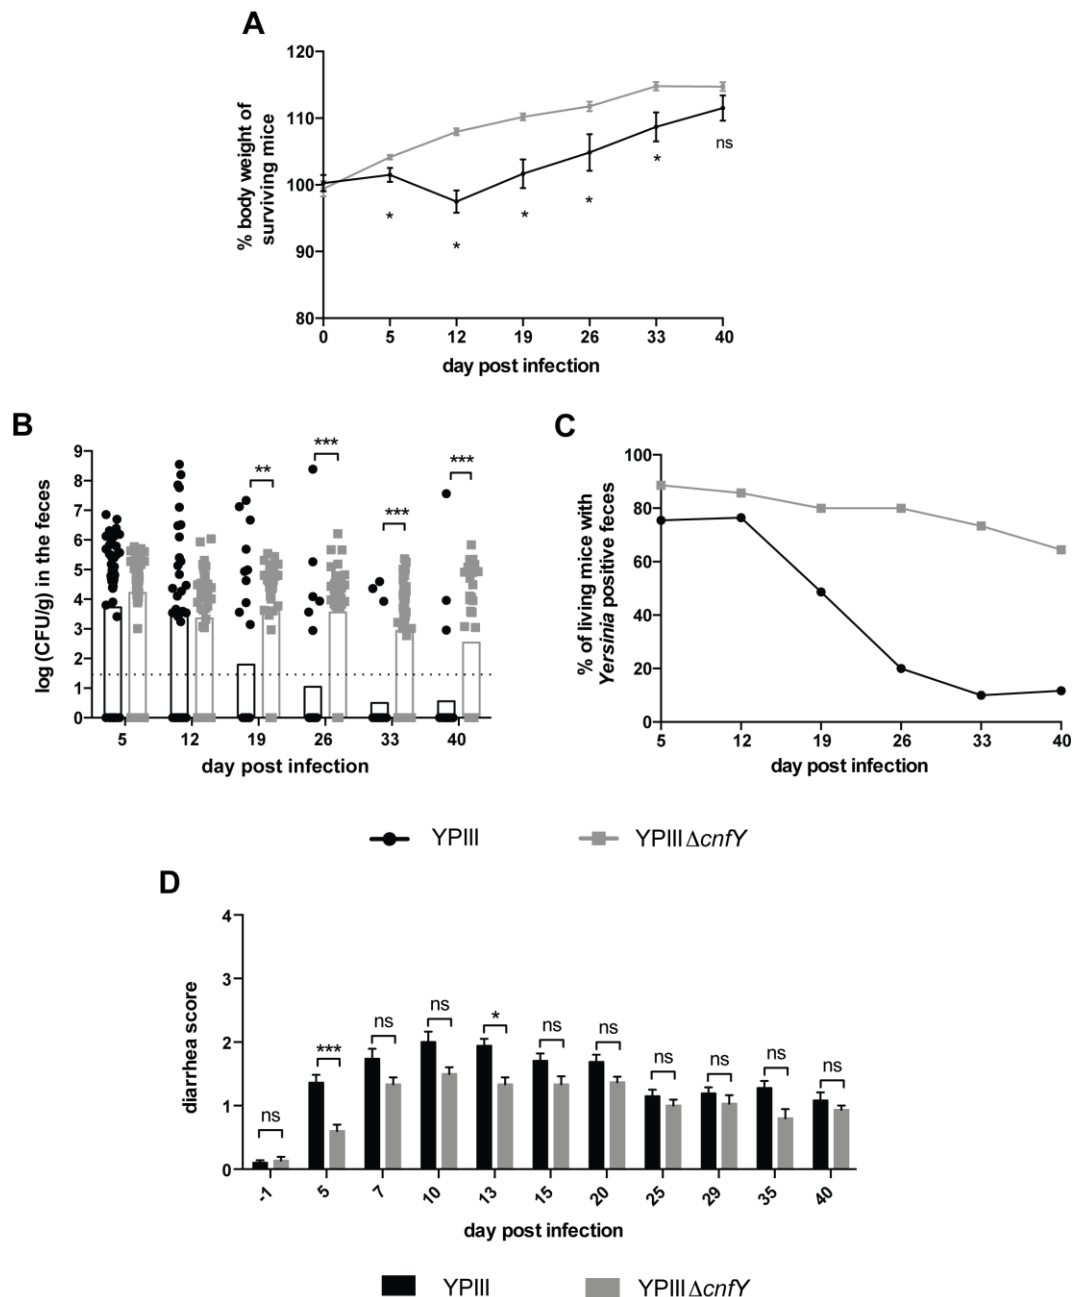 A
% body weight of
surviving mice
120
110
100
90
80
* * * * * ns
0 5 12 19 26 33 40
day post infection
B
log (CFU/g) in the feces
9
8
7
6
5
4
3
2
1
0
** *** *** ***
5 12 19 26 33 40
day post infection
C
% of living mice with
Yersinia positive feces
100
80
60
40
20
0
5 12 19 26 33 40
day post infection
YPIII YPIII ΔcnfY
D
diarrhea score
4
3
2
1
0
ns *** ns ns * ns ns ns ns ns ns
-1 5 7 10 13 15 20 25 29 35 40
day post infection
YPIII YPIII ΔcnfY